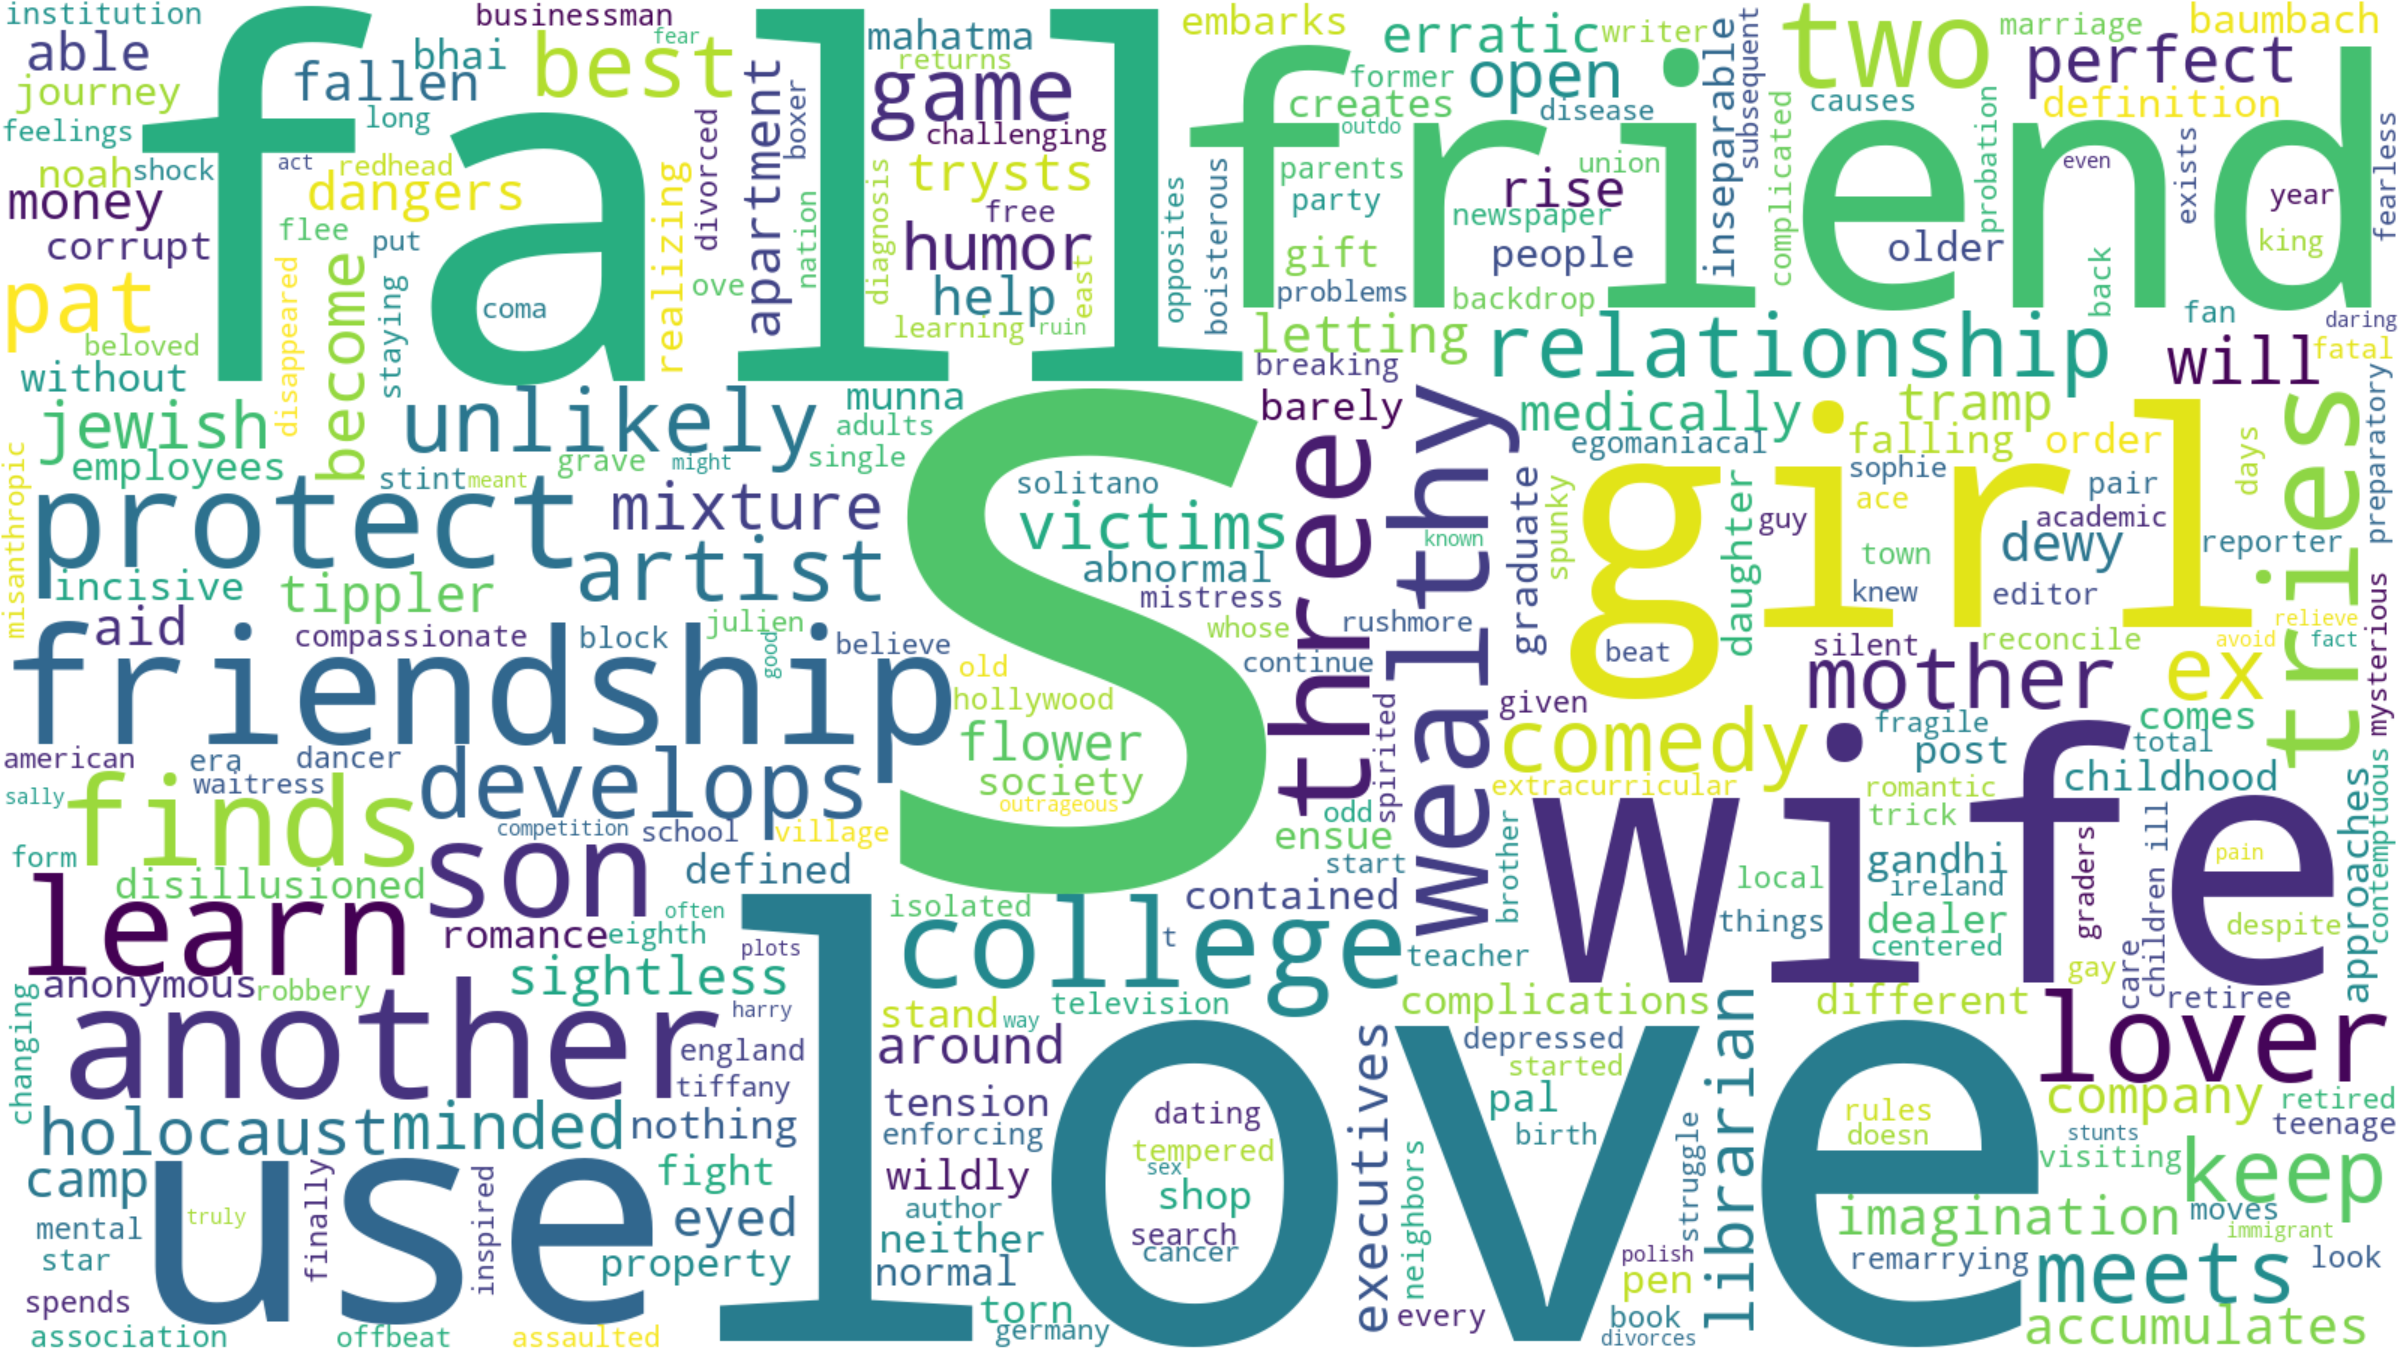 institution
businessman
fear
mahatma
embarks
erratic
writer
inseparable
subsequent
two
marriage
baumbach
able
bhai
best
returns
open
perfect
journey
fallen
apartment
game
former
creates
disease
complicated
causes
definition
feelings
long
divorced
boxer
challenging
outdo
probation
fall
friend
noah
shock
act
redhead
realizing
diagnosis
trysts
parents
union
even
exists
fearless
money
dangers
nation
free
opposites
boisterous
party
rise
newspaper
year
corrupt
flee
put
humor
gift
people
older
king
pat
disappeared
become
staying
coma
ove
help
east
problems
backdrop
back
fan
daring
beloved
learning
ruin
letting
relationship
will
fatal
without
breaking
preparatory
jewish
unlikely
munna
barely
wealthy
medically
tramp
tries
employees
adults
egomaniacal
falling
order
days
misanthropic
stint
meant
grave
might
single
S
three
graduate
spunky
girl
daughter
sophie
pair
protect
mixture
solitano
victims
known
guy
ace
academic
dewy
reporter
artist
abnormal
town
incisive
tippler
mistress
knew
editor
mysterious
aid
compassionate
block
julien
good
believe
whose
rushmore
beat
silent
reconcile
relieve
avoid
fact
friendship
old
continue
mother
ex
hollywood
spirited
given
american
era
dancer
flower
comedy
fragile
post
comes
total
contemptuous
finds
waitress
develops
society
extracurricular
romantic
childhood
approaches
sally
competition
school
village
outrageous
odd
ensue
brother
wife
trick
graders
children
ill
form
disillusioned
son
defined
start
local
gandhi
pain
learn
often
isolated
contained
ireland
romance
eighth
plots
college
t
teacher
things
dealer
centered
despite
anonymous
robbery
sightless
gay
care
retiree
changing
another
harry
stand
way
television
complications
librarian
different
lover
england
around
executives
depressed
started
tiffany
love
holocaust
minded
nothing
tension
enforcing
dating
tempered
pal
birth
struggle
rules
doesn
company
retired
teenage
stunts
camp
use
finally
inspired
fight
wildly
sex
shop
neighbors
visiting
keep
mental
truly
eyed
author
neither
search
cancer
imagination
moves
immigrant
star
property
normal
polish
pen
remarrying
meets
look
spends
torn
every
book
association
offbeat
assaulted
germany
divorces
accumulates